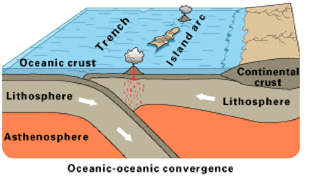 Trench
Island arc
Oceanic crust
Continental
crust
Lithosphere
Lithosphere
Asthenosphere
Oceanic-oceanic convergence